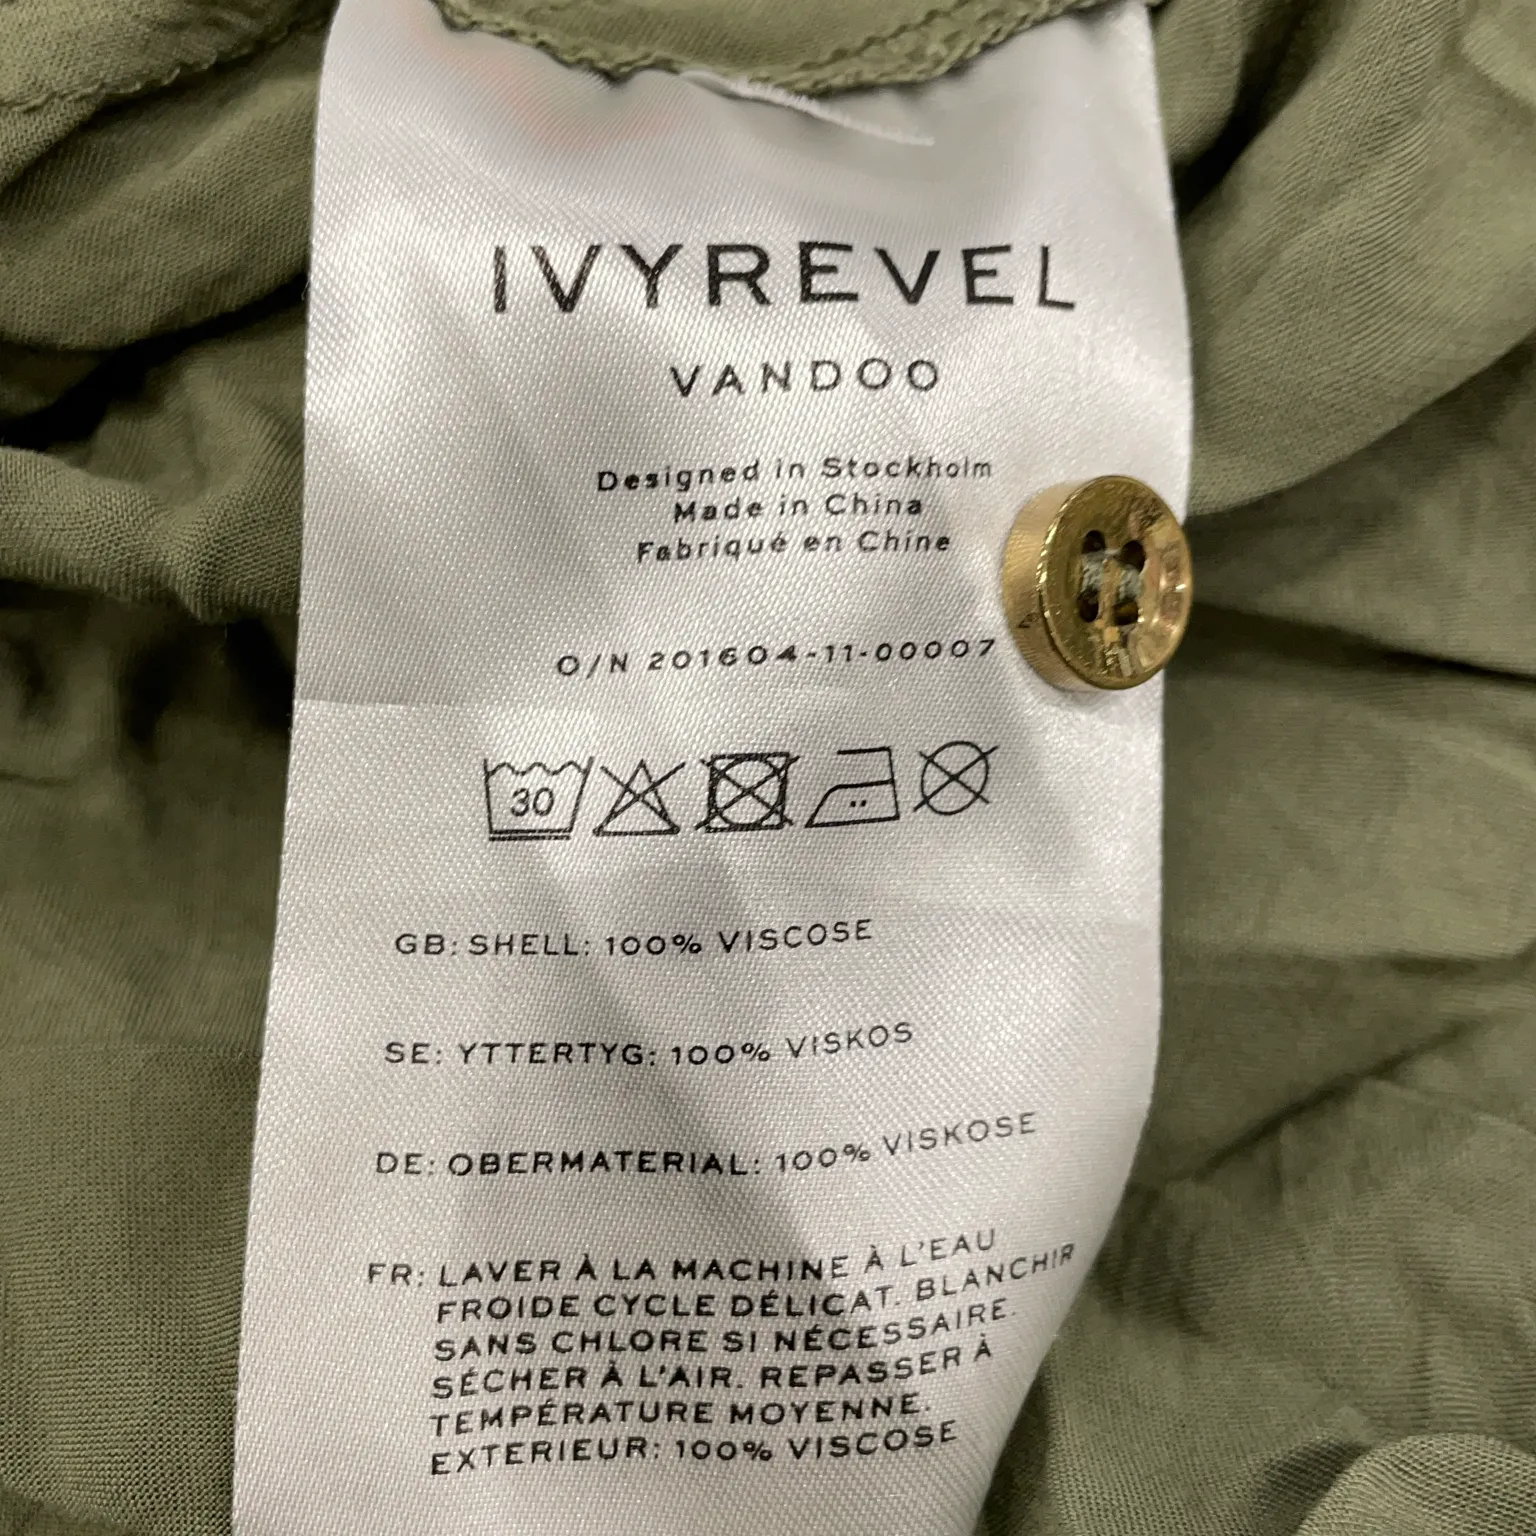 IVYREVEL
VANDOO
Designed in Stockholm
Made in China
Fabriqué en Chine
O/N 201604-11-00007
30
GB: SHELL: 100% VISCOSE
SE: YTTERTYG: 100% VISKOS
DE: OBERMATERIAL: 100% VISKOSE
FR: LAVER À LA MACHINE À L'EAU
FROIDE CYCLE DÉLICAT. BLANCHIR
SANS CHLORE SI NÉCESSAIRE.
SÉCHER À L'AIR. REPASSER À
TEMPÉRATURE MOYENNE.
EXTERIEUR: 100% VISCOSE